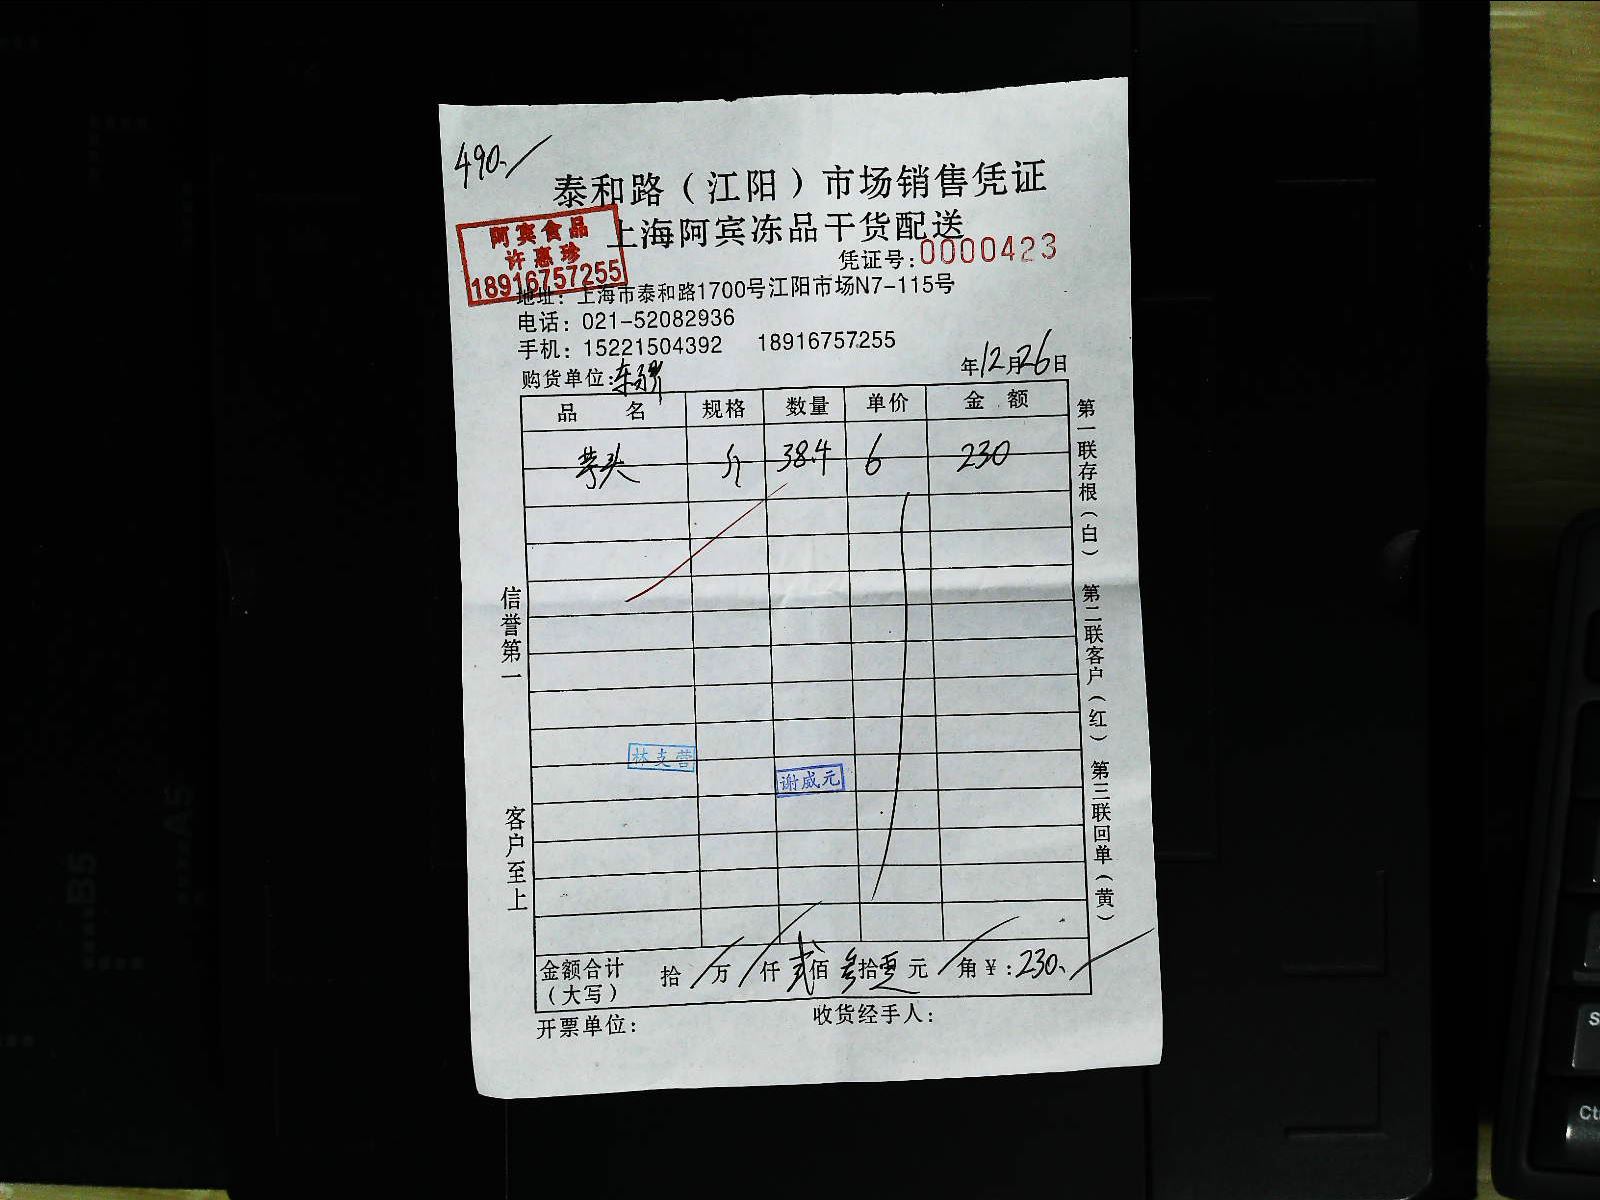 490.
泰和路（江阳）市场销售凭证
上海阿宾冻品干货配送
阿宾食品
许惠珍
18916757255
凭证号：0000423
地址：上海市泰和路1700号江阳市场N7-115号
电话：021-52082936
手机：15221504392 18916757255
购货单位：
年12月26日
品 名 规格 数量 单价 金 额
芋头 斤 38.4 6 230
第一联存根（白） 第二联客户（红） 第三联回单（黄）
信誉第一
客户至上
林支营
谢威元
金额合计（大写） 拾 万 仟 贰佰 叁拾 零元 角 ¥：230.
开票单位： 收货经手人：
B5
A5